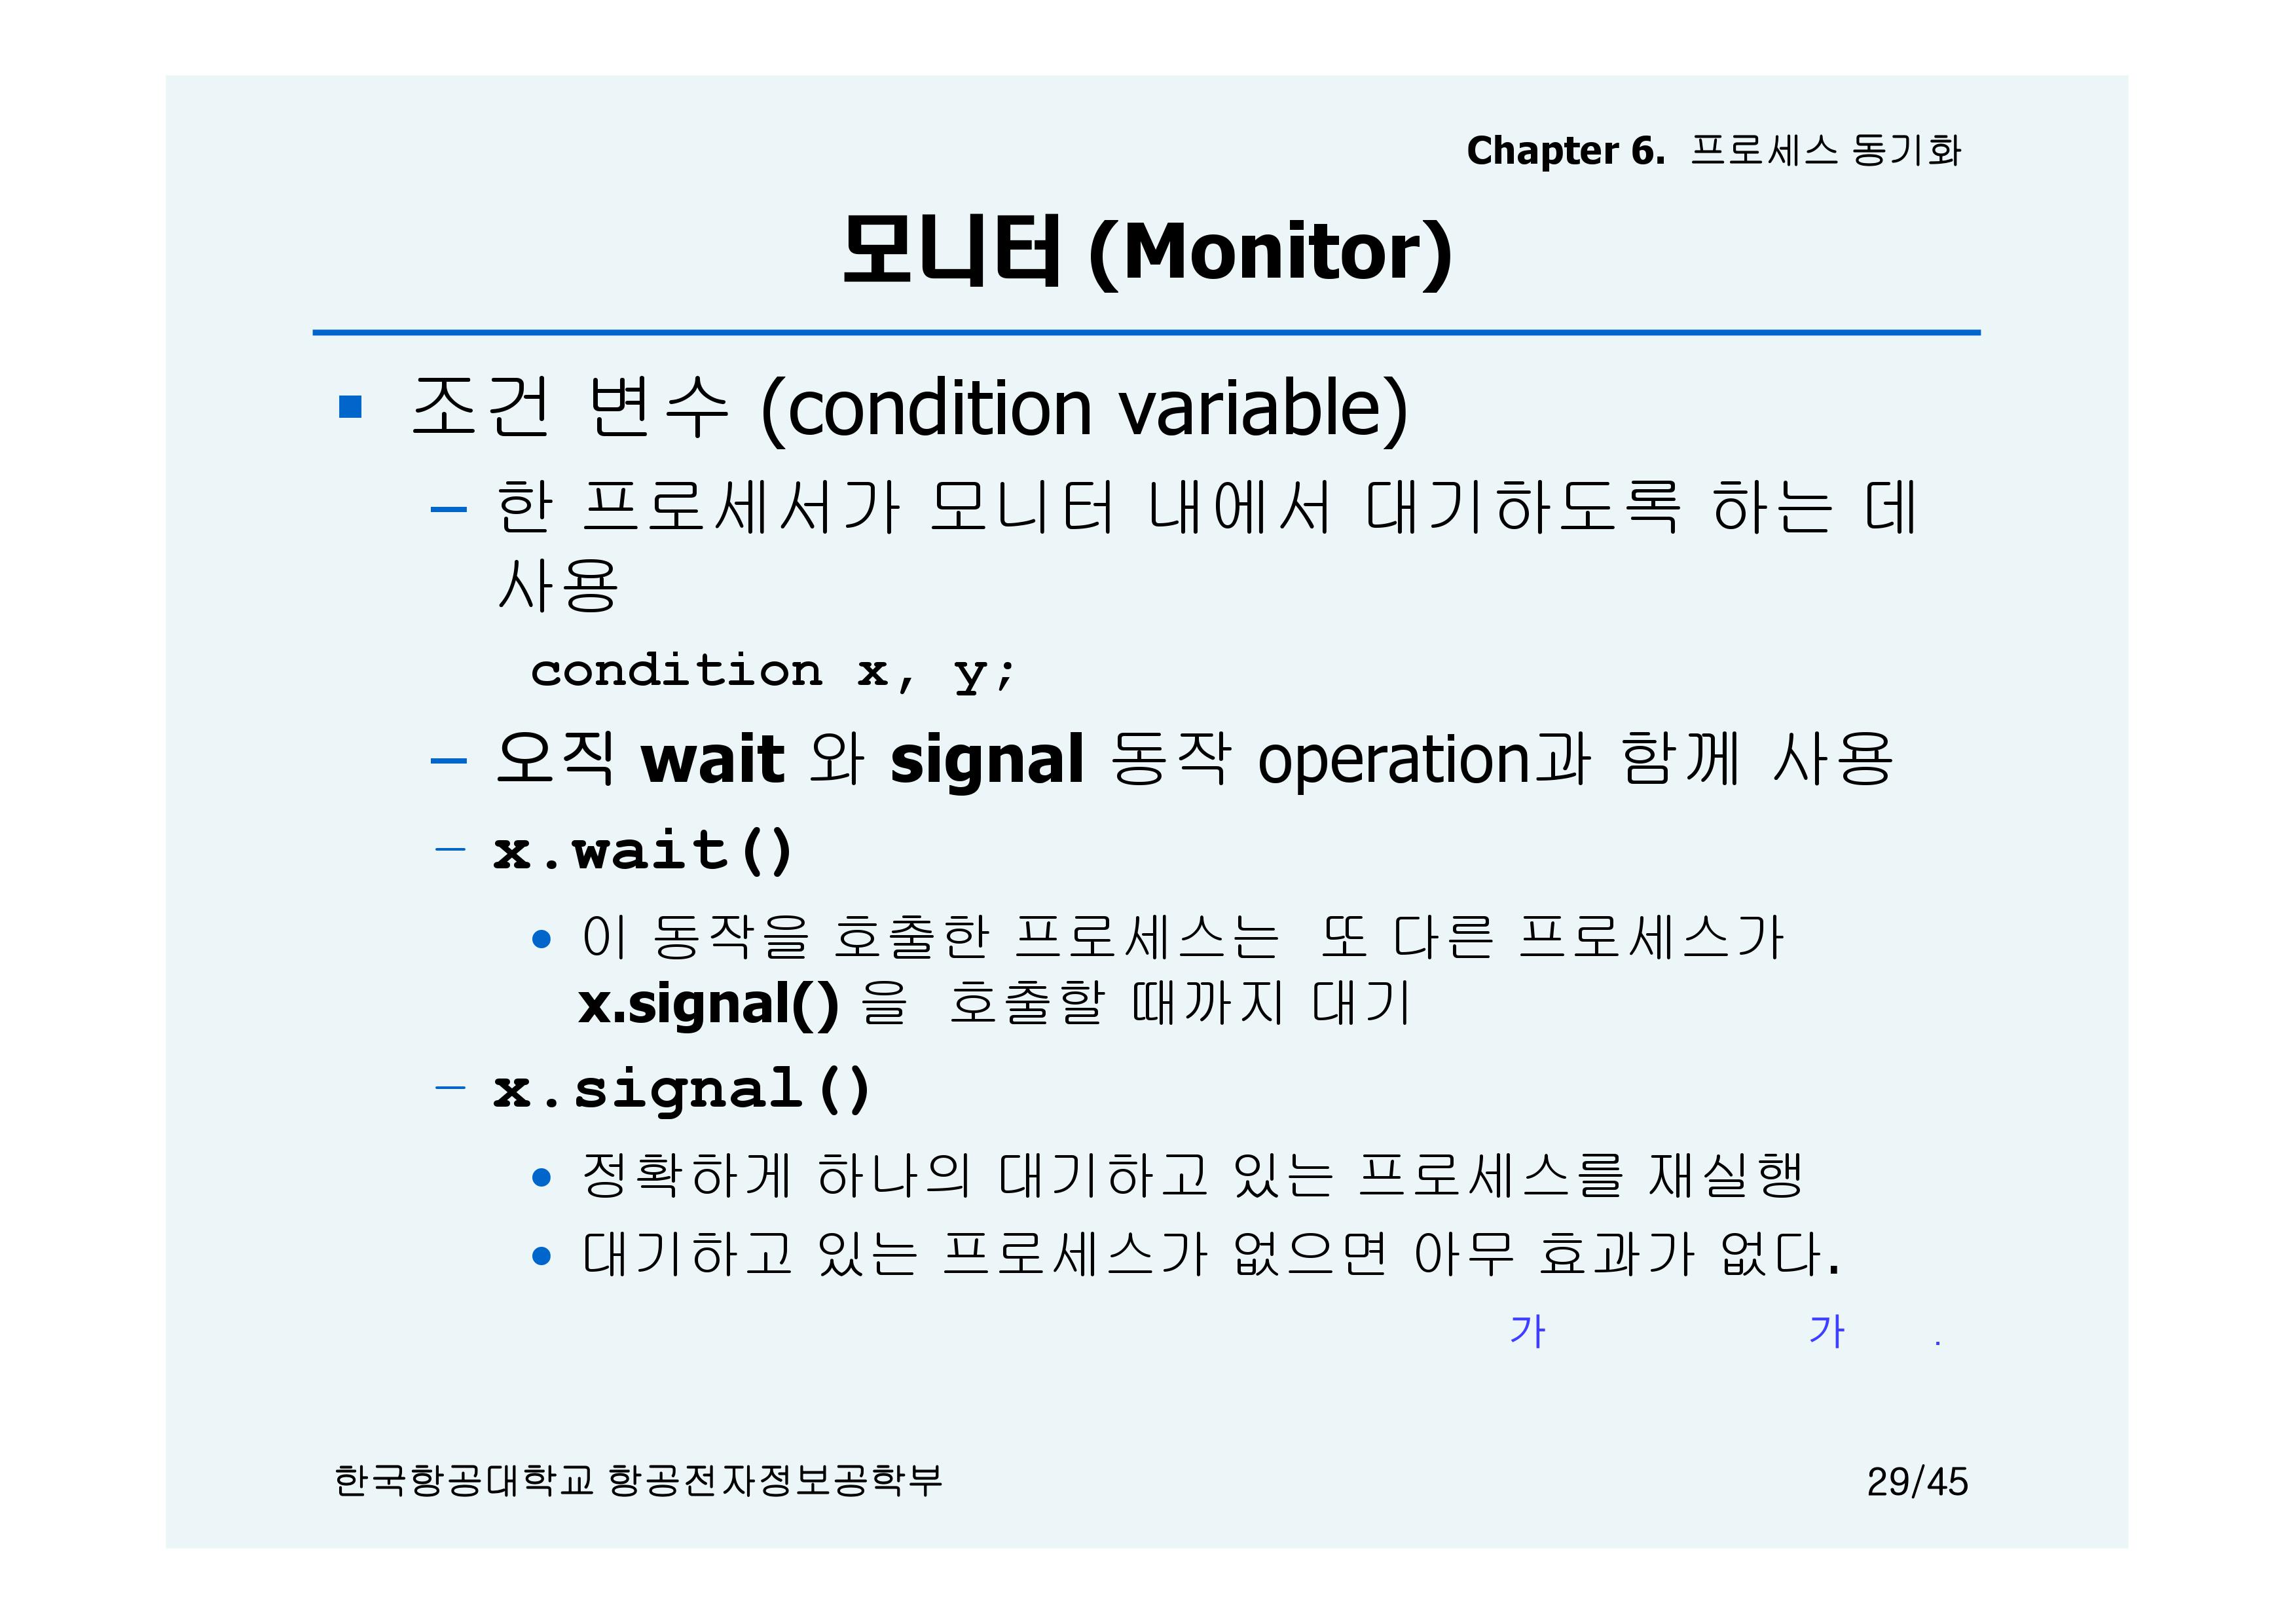 Chapter 6. 프로세스 동기화
모니터 (Monitor)
조건 변수 (condition variable)
– 한 프로세서가 모니터 내에서 대기하도록 하는 데
사용
condition x, y;
– 오직 wait 와 signal 동작 operation과 함께 사용
– x.wait()
• 이 동작을 호출한 프로세스는 또 다른 프로세스가
x.signal() 을 호출할 때까지 대기
– x.signal()
• 정확하게 하나의 대기하고 있는 프로세스를 재실행
• 대기하고 있는 프로세스가 없으면 아무 효과가 없다.
가 가 .
한국항공대학교 항공전자정보공학부
29/45